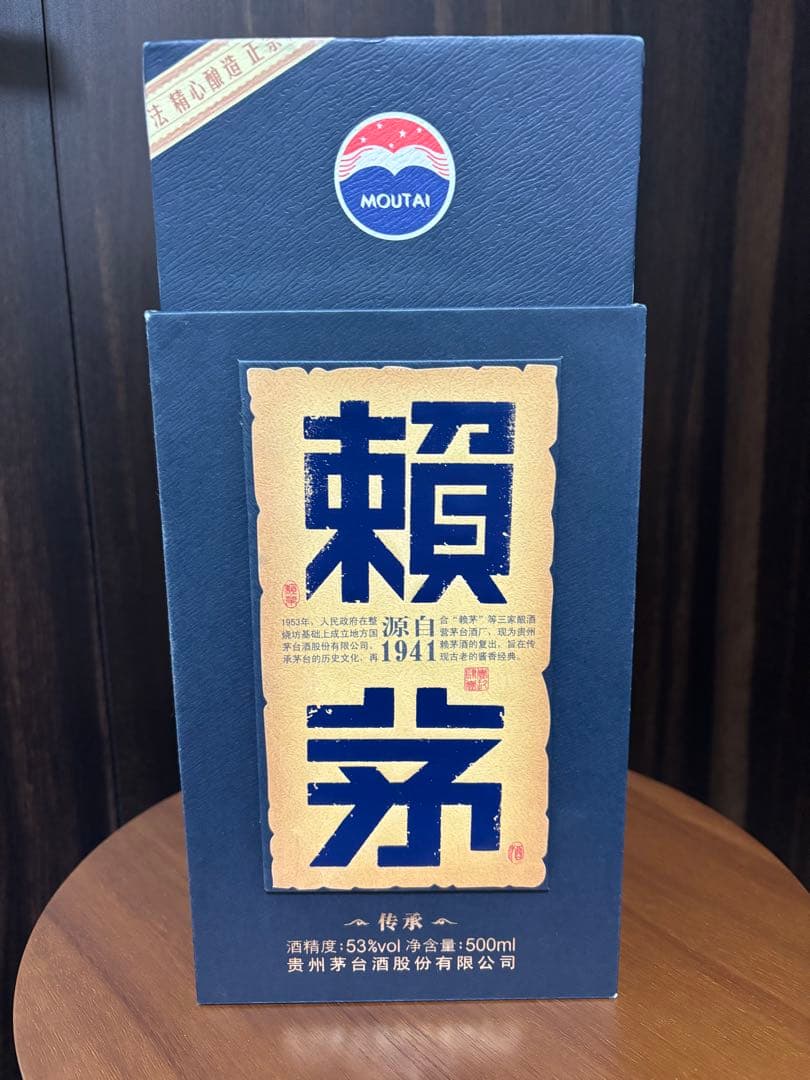 法 精心酿造 正宗
MOUTAI
賴
1953年，人民政府在整
烧坊基础上成立地方国
茅台酒股份有限公司。
承茅台的历史文化，再
源自
1941
合“赖茅”等三家酿酒
营茅台酒厂，现为贵州
赖茅酒的复出，旨在传
现古老的酱香经典。
茅
传承
酒精度：53%vol 净含量：500ml
贵州茅台酒股份有限公司